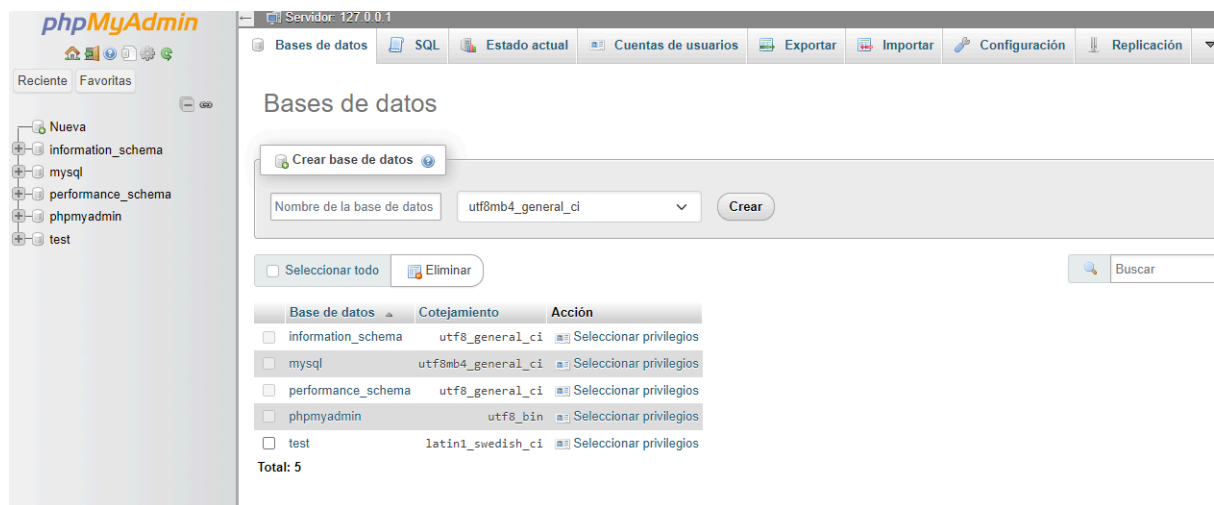 phpMyAdmin
Reciente Favoritas
Nueva
information_schema
mysql
performance_schema
phpmyadmin
test
Servidor: 127.0.0.1
Bases de datos SQL Estado actual Cuentas de usuarios Exportar Importar Configuración Replicación
Bases de datos
Crear base de datos
Nombre de la base de datos utf8mb4_general_ci Crear
Seleccionar todo Eliminar Buscar
Base de datos Cotejamiento Acción
information_schema utf8_general_ci Seleccionar privilegios
mysql utf8mb4_general_ci Seleccionar privilegios
performance_schema utf8_general_ci Seleccionar privilegios
phpmyadmin utf8_bin Seleccionar privilegios
test latin1_swedish_ci Seleccionar privilegios
Total: 5